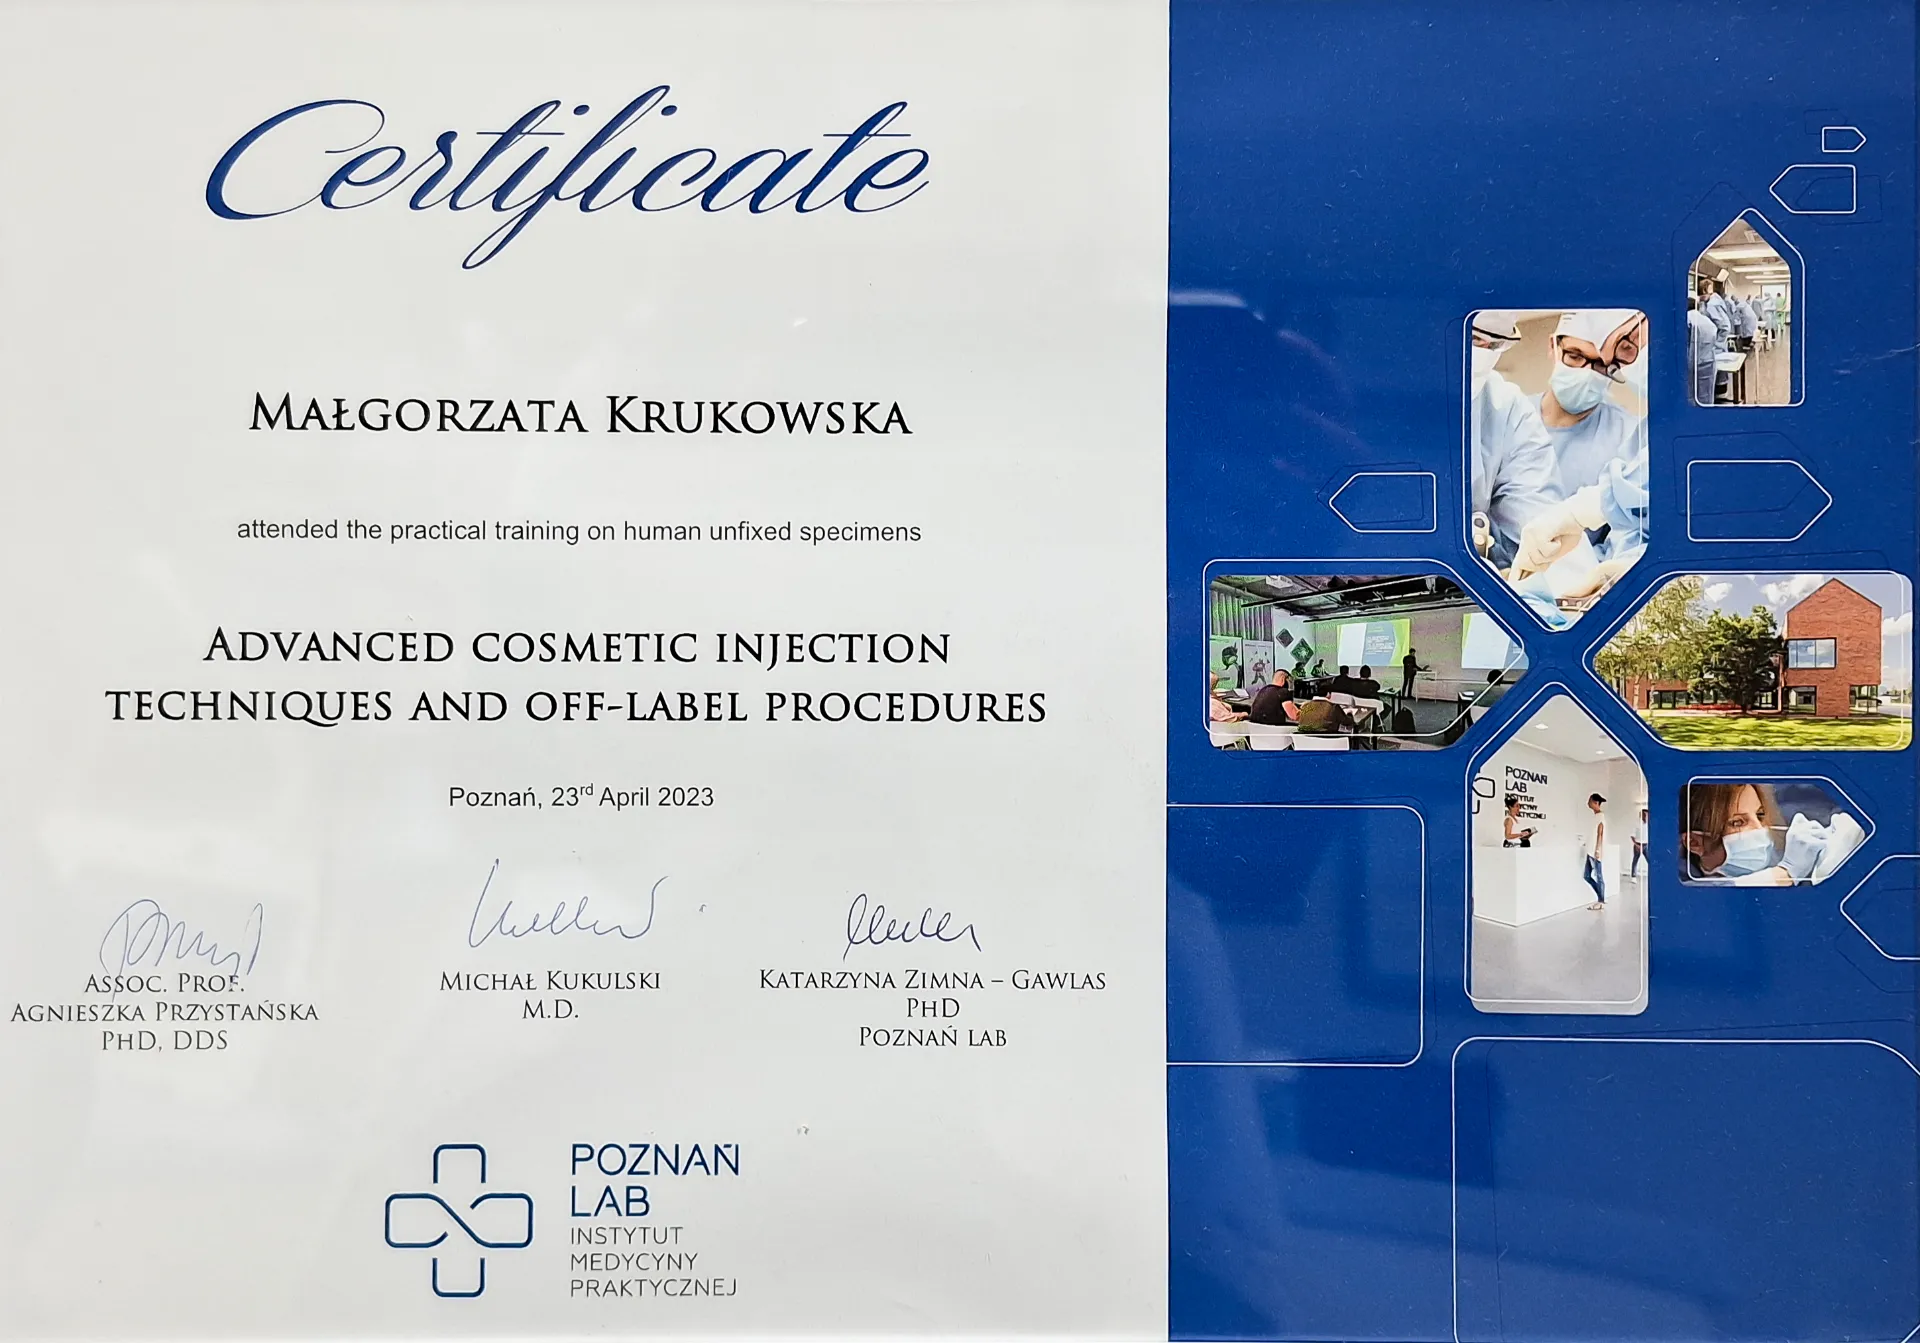 Certificate
MAŁGORZATA KRUKOWSKA
attended the practical training on human unfixed specimens
ADVANCED COSMETIC INJECTION
TECHNIQUES AND OFF-LABEL PROCEDURES
Poznań, 23rd April 2023
ASSOC. PROF.
AGNIESZKA PRZYSTAŃSKA
PHD, DDS
MICHAŁ KUKULSKI
M.D.
KATARZYNA ZIMNA – GAWLAS
PHD
POZNAŃ LAB
POZNAŃ
LAB
INSTYTUT
MEDYCYNY
PRAKTYCZNEJ
POZNAŃ
LAB
INSTYTUT